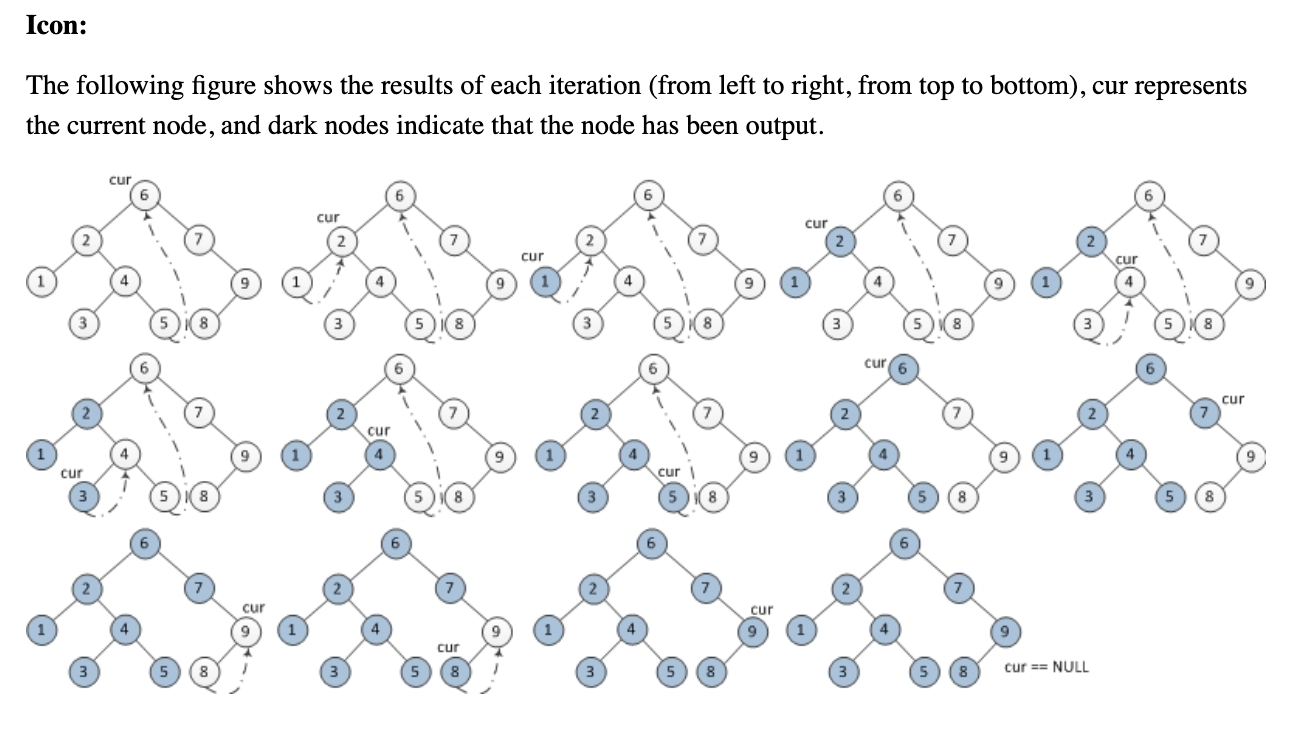 Icon:
The following figure shows the results of each iteration (from left to right, from top to bottom), cur represents
the current node, and dark nodes indicate that the node has been output.
cur
6
2 7
1 4 9
3 5 8
6
cur
2 7
1 4 9
3 5 8
6
2 7
cur
1 4 9
3 5 8
6
cur
2 7
1 4 9
3 5 8
6
2 7
cur
1 4 9
3 5 8
6
2 7
1 4 9
cur
3 5 8
6
2 7
cur
1 4 9
3 5 8
6
2 7
1 4 9
cur
3 5 8
cur 6
2 7
1 4 9
3 5 8
6
cur
2 7
1 4 9
3 5 8
6
2 7
cur
1 4 9
3 5 8
6
2 7
1 4 9
cur
3 5 8
6
2 7
cur
1 4 9
3 5 8
6
2 7
1 4 9
3 5 8 cur == NULL